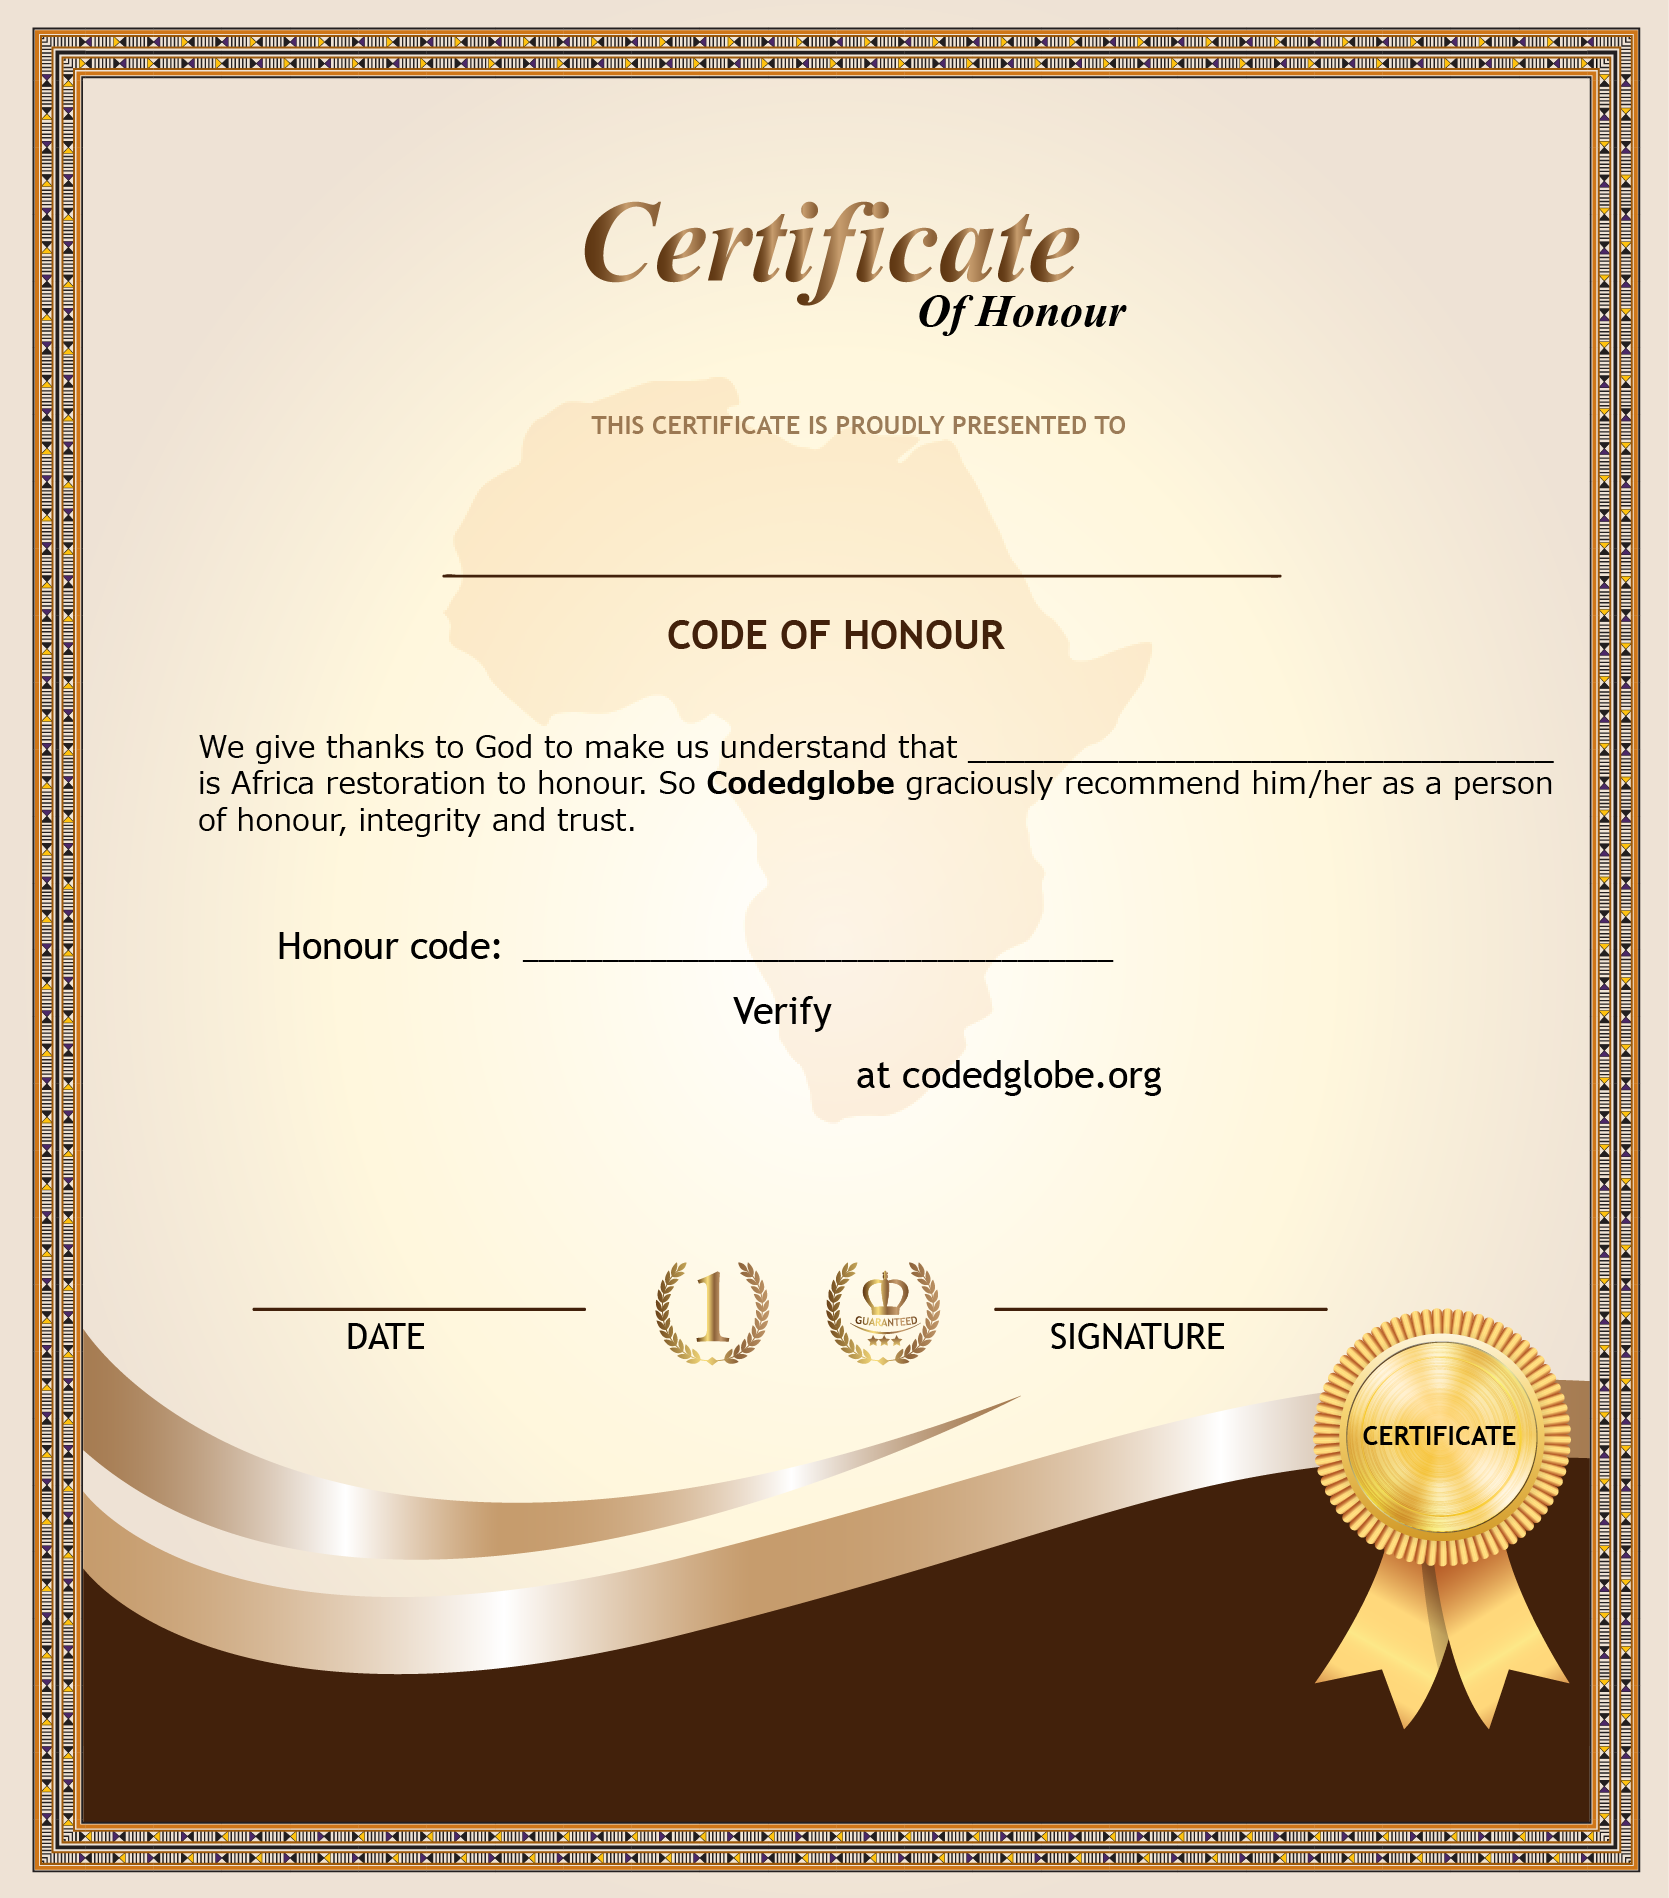 Certificate
Of Honour
THIS CERTIFICATE IS PROUDLY PRESENTED TO
CODE OF HONOUR
We give thanks to God to make us understand that ____________________________________
is Africa restoration to honour. So Codedglobe graciously recommend him/her as a person
of honour, integrity and trust.
Honour code: ________________________________
Verify
at codedglobe.org
1
GUARANTEED
DATE
SIGNATURE
CERTIFICATE